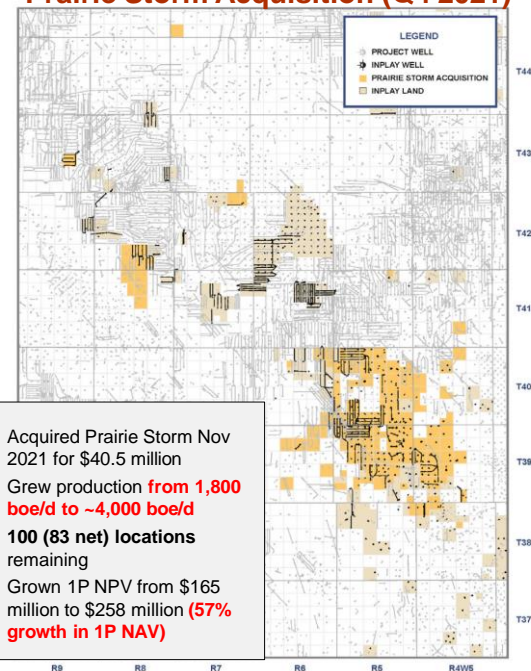 Prairie Storm Acquisition (Q4 2021)
LEGEND
PROJECT WELL
INPLAY WELL
PRAIRIE STORM ACQUISITION
INPLAY LAND
T44
T43
T42
T41
T40
T39
T38
T37
Acquired Prairie Storm Nov
2021 for $40.5 million
Grew production from 1,800
boe/d to ~4,000 boe/d
100 (83 net) locations
remaining
Grown 1P NPV from $165
million to $258 million (57%
growth in 1P NAV)
R9 R8 R7 R6 R5 R4W5